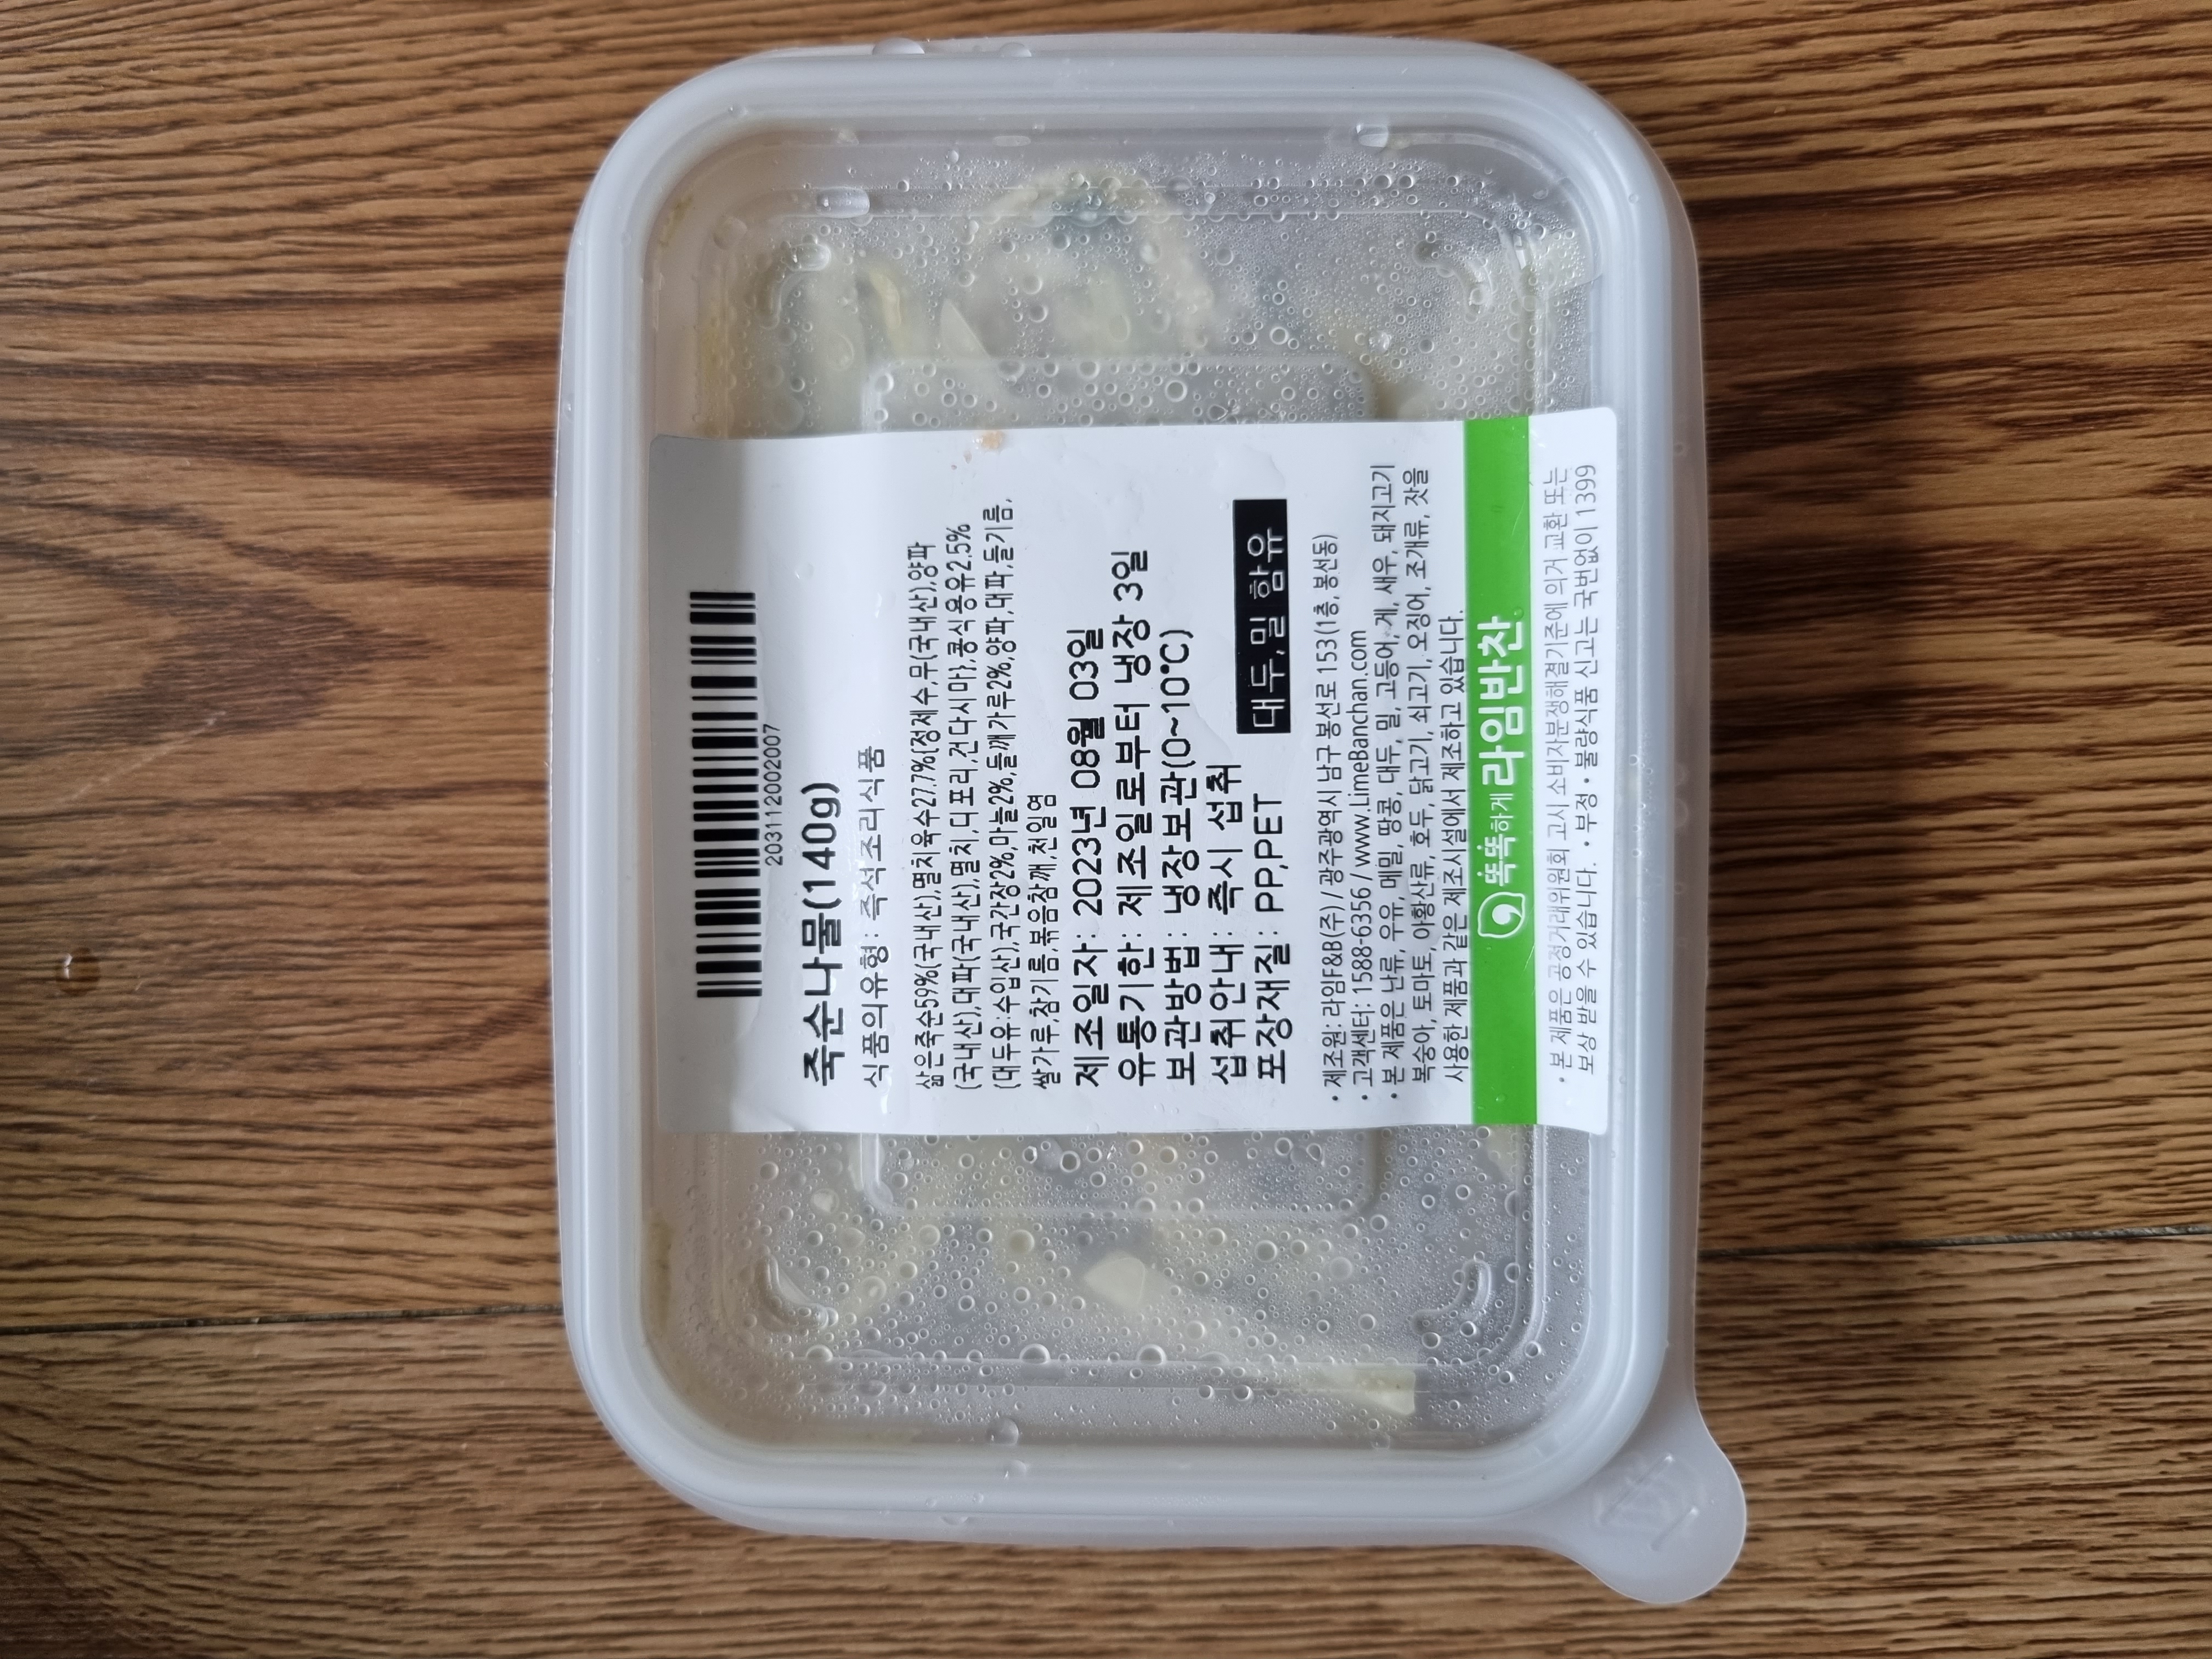 2031120002007
죽순나물(140g)
식품의유형: 즉석조리식품
삶은죽순59%(국내산),멸치육수27.7%{정제수,무(국내산),양파
(국내산),대파(국내산),멸치,디포리,건다시마},콩식용유2.5%
(대두유:수입산),국간장2%,마늘2%,들깨가루2%,양파,대파,들기름,
쌀가루,참기름,볶음참깨,천일염
제조일자: 2023년 08월 03일
유통기한: 제조일로부터 냉장 3일
보관방법: 냉장보관(0~10℃)
섭취안내: 즉시 섭취
포장재질: PP,PET
대두,밀 함유
• 제조원: 라임F&B(주) / 광주광역시 남구 봉선로 153(1층, 봉선동)
• 고객센터: 1588-6356 / www.LimeBanchan.com
• 본 제품은 난류, 우유, 메밀, 땅콩, 대두, 밀, 고등어, 게, 새우, 돼지고기
복숭아, 토마토, 아황산류, 호두, 닭고기, 쇠고기, 오징어, 조개류, 잣을
사용한 제품과 같은 제조시설에서 제조하고 있습니다.
똑똑하게 라임반찬
• 본 제품은 공정거래위원회 고시 소비자분쟁해결기준에 의거 교환 또는
보상 받을 수 있습니다. • 부정 • 불량식품 신고는 국번없이 1399